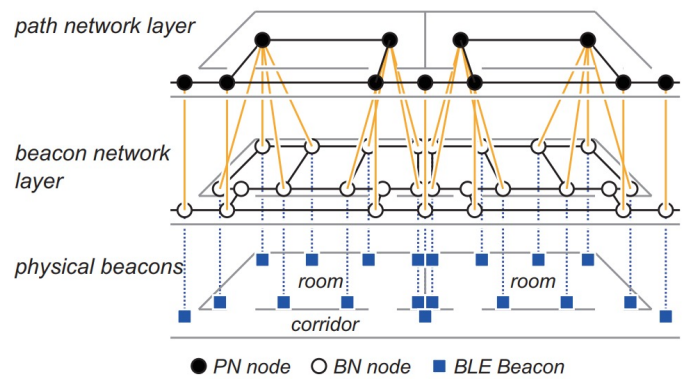 path network layer
beacon network
layer
physical beacons
room
room
corridor
PN node
BN node
BLE Beacon